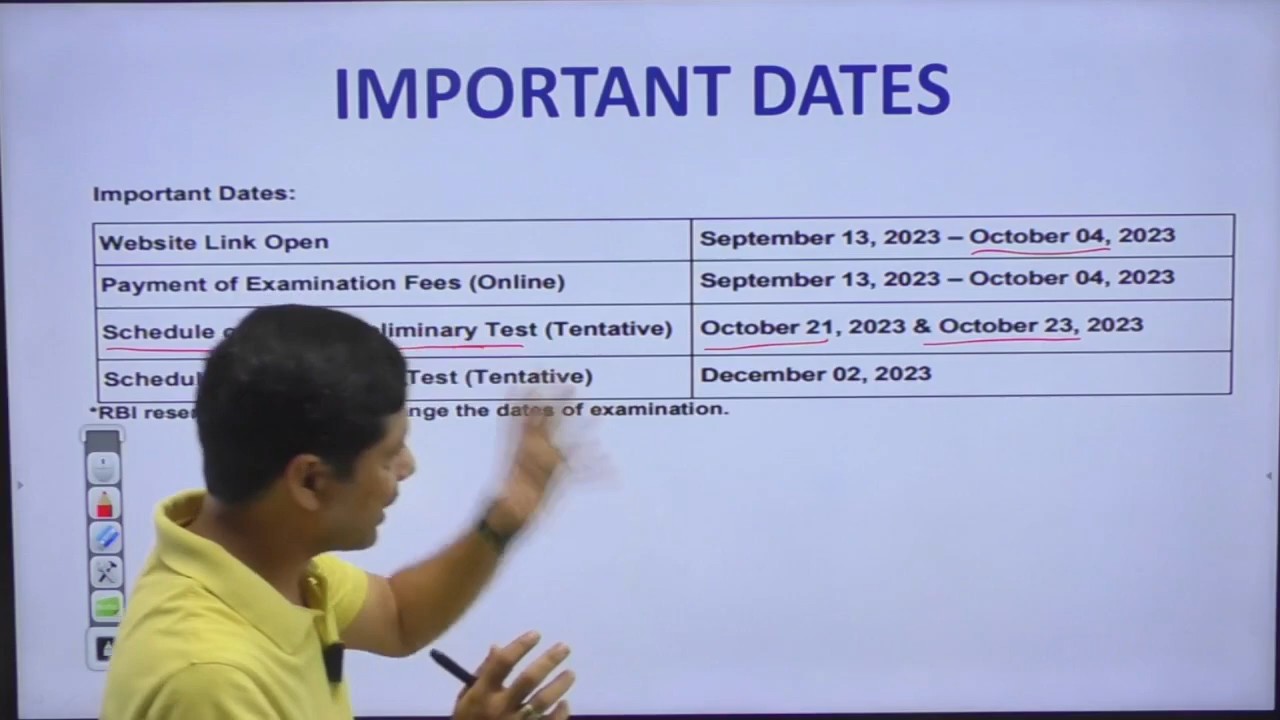 IMPORTANT DATES
Important Dates:
Website Link Open September 13, 2023 – October 04, 2023
Payment of Examination Fees (Online) September 13, 2023 – October 04, 2023
Schedule liminary Test (Tentative) October 21, 2023 & October 23, 2023
Schedul Test (Tentative) December 02, 2023
*RBI reser nge the dates of examination.